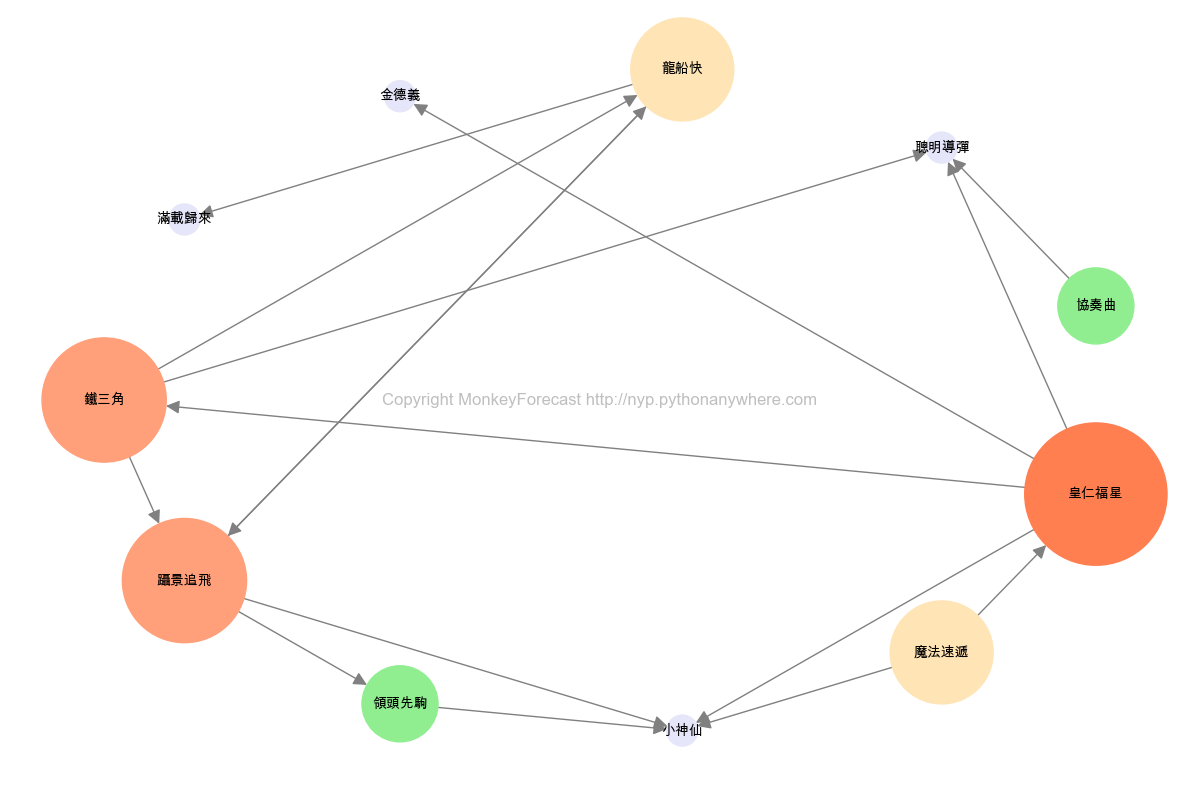 龍船快
金德義
聰明導彈
滿載歸來
協奏曲
鐵三角
Copyright MonkeyForecast http://nyp.pythonanywhere.com
皇仁福星
躡景追飛
魔法速遞
領頭先駒
小神仙